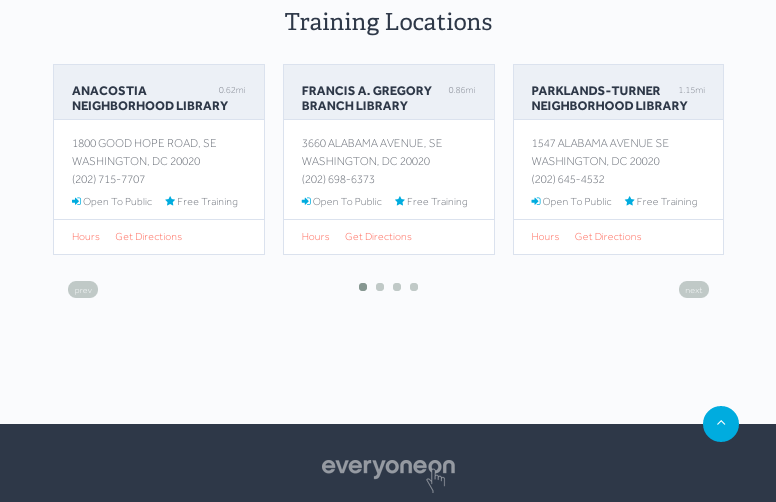 Training Locations
ANACOSTIA NEIGHBORHOOD LIBRARY
0.62mi
1800 GOOD HOPE ROAD, SE
WASHINGTON, DC 20020
(202) 715-7707
Open To Public Free Training
Hours Get Directions
FRANCIS A. GREGORY BRANCH LIBRARY
0.86mi
3660 ALABAMA AVENUE, SE
WASHINGTON, DC 20020
(202) 698-6373
Open To Public Free Training
Hours Get Directions
PARKLANDS-TURNER NEIGHBORHOOD LIBRARY
1.15mi
1547 ALABAMA AVENUE SE
WASHINGTON, DC 20020
(202) 645-4532
Open To Public Free Training
Hours Get Directions
prev
next
everyoneon